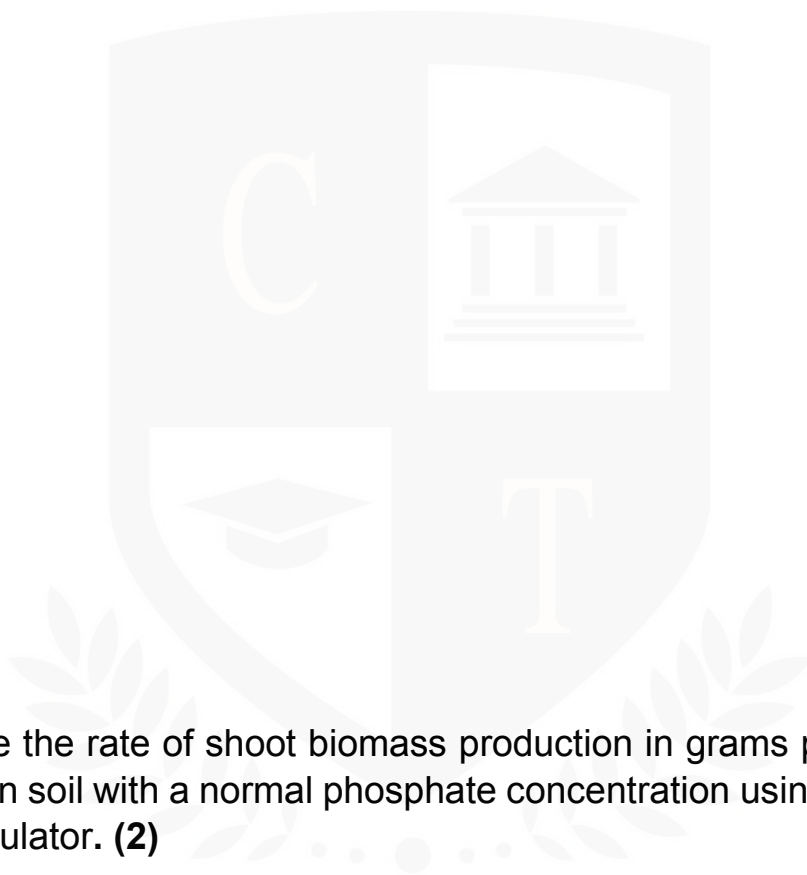 C
T
e the rate of shoot biomass production in grams p
n soil with a normal phosphate concentration usin
ulator. (2)